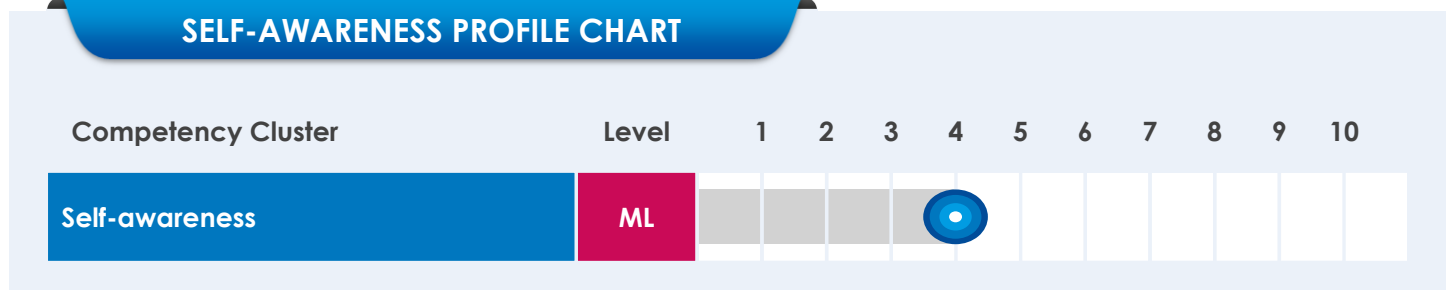 SELF-AWARENESS PROFILE CHART
Competency Cluster Level 1 2 3 4 5 6 7 8 9 10
Self-awareness ML